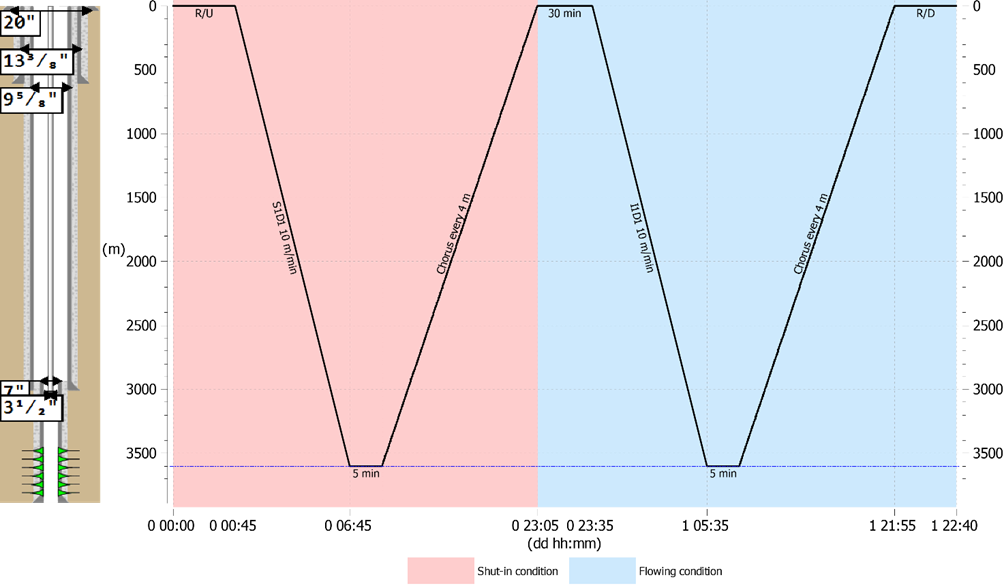 20"
13³/₈"
9⁵/₈"
7"
3¹/₂"
(m)
0
500
1000
1500
2000
2500
3000
3500
R/U
S1D1 10 m/min
5 min
Chorus every 4 m
30 min
I1D1 10 m/min
5 min
Chorus every 4 m
R/D
0
500
1000
1500
2000
2500
3000
3500
0 00:00 0 00:45 0 06:45 0 23:05 0 23:35 1 05:35 1 21:55 1 22:40
(dd hh:mm)
Shut-in condition Flowing condition